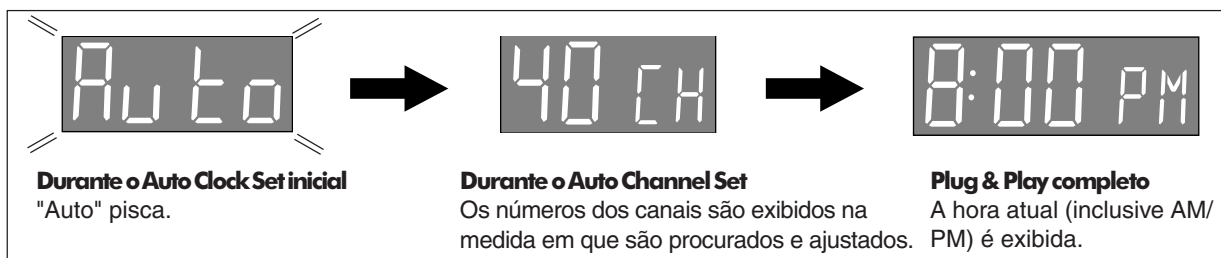 Auto
40 CH
8:00 PM
Durante o Auto Clock Set inicial
"Auto" pisca.
Durante o Auto Channel Set
Os números dos canais são exibidos na
medida em que são procurados e ajustados.
Plug & Play completo
A hora atual (inclusive AM/
PM) é exibida.